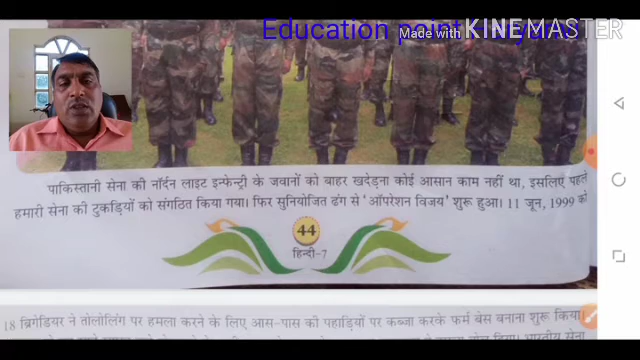 Education point
Made with KINEMASTER
पाकिस्तानी सेना की नॉर्दन लाइट इन्फेन्ट्री के जवानों को बाहर खदेड़ना कोई आसान काम नहीं था, इसलिए पहले
हमारी सेना की टुकड़ियों को संगठित किया गया। फिर सुनियोजित ढंग से 'ऑपरेशन विजय' शुरू हुआ। 11 जून, 1999 को
44
हिन्दी-7
18 ब्रिगेडियर ने तोलोलिंग पर हमला करने के लिए आस-पास की पहाड़ियों पर कब्जा करके फर्म बेस बनाना शुरू किया।
भारतीय सेना